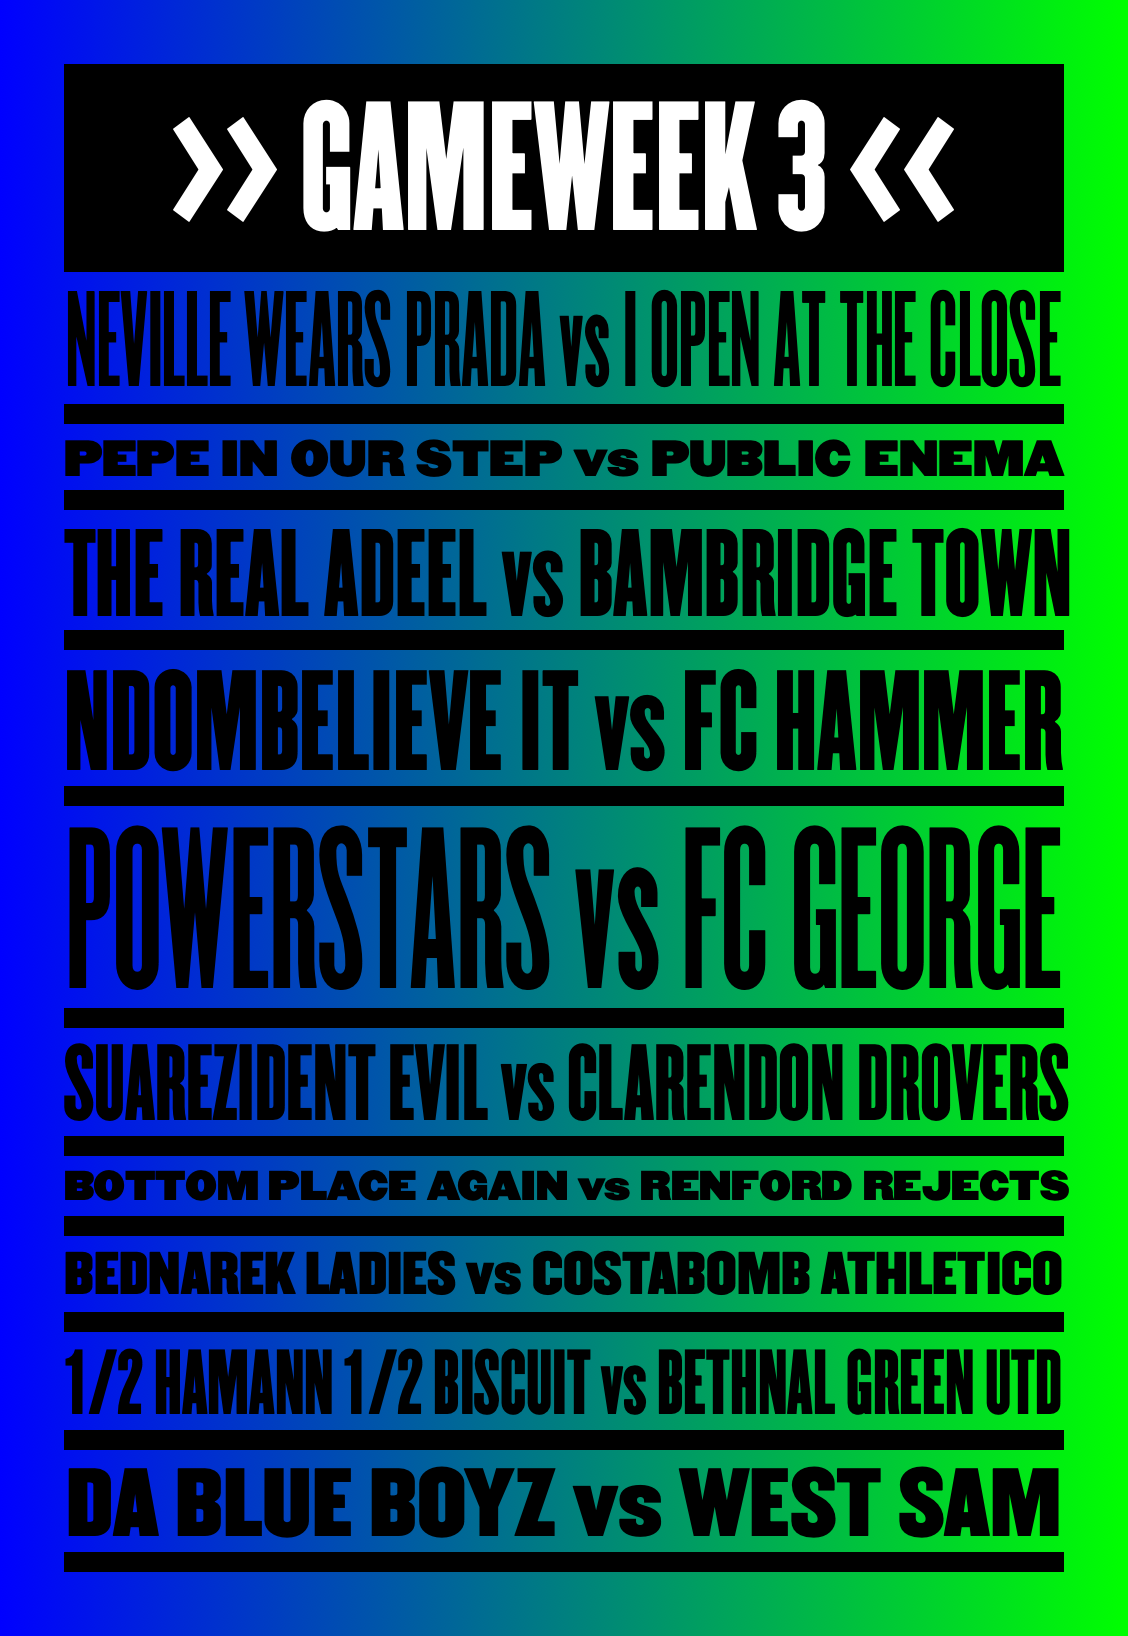 >> GAMEWEEK 3 <<
NEVILLE WEARS PRADA vs I OPEN AT THE CLOSE
PEPE IN OUR STEP vs PUBLIC ENEMA
THE REAL ADEEL vs BAMBRIDGE TOWN
NDOMBELIEVE IT vs FC HAMMER
POWERSTARS vs FC GEORGE
SUAREZIDENT EVIL vs CLARENDON DROVERS
BOTTOM PLACE AGAIN vs RENFORD REJECTS
BEDNAREK LADIES vs COSTABOMB ATHLETICO
1/2 HAMANN 1/2 BISCUIT vs BETHNAL GREEN UTD
DA BLUE BOYZ vs WEST SAM